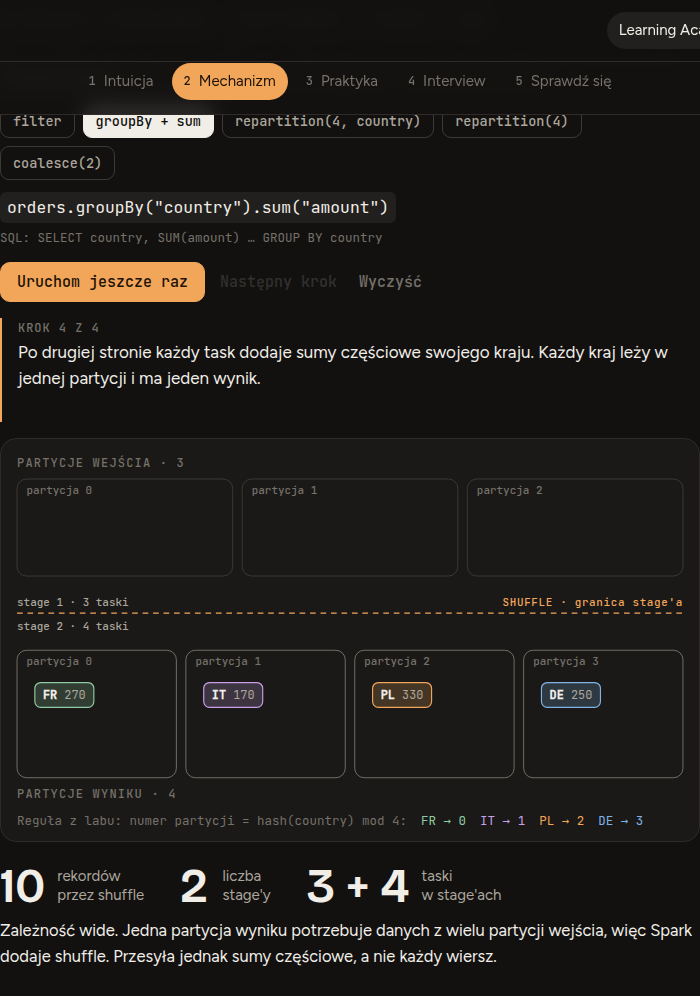 Learning Aca
1 Intuicja 2 Mechanizm 3 Praktyka 4 Interview 5 Sprawdź się
filter groupBy + sum repartition(4, country) repartition(4)
coalesce(2)
orders.groupBy("country").sum("amount")
SQL: SELECT country, SUM(amount) … GROUP BY country
Uruchom jeszcze raz Następny krok Wyczyść
KROK 4 Z 4
Po drugiej stronie każdy task dodaje sumy częściowe swojego kraju. Każdy kraj leży w
jednej partycji i ma jeden wynik.
PARTYCJE WEJŚCIA · 3
partycja 0 partycja 1 partycja 2
stage 1 · 3 taski SHUFFLE · granica stage'a
stage 2 · 4 taski
partycja 0 partycja 1 partycja 2 partycja 3
FR 270 IT 170 PL 330 DE 250
PARTYCJE WYNIKU · 4
Reguła z labu: numer partycji = hash(country) mod 4: FR → 0 IT → 1 PL → 2 DE → 3
10 rekordów przez shuffle 2 liczba stage'y 3 + 4 taski w stage'ach
Zależność wide. Jedna partycja wyniku potrzebuje danych z wielu partycji wejścia, więc Spark
dodaje shuffle. Przesyła jednak sumy częściowe, a nie każdy wiersz.